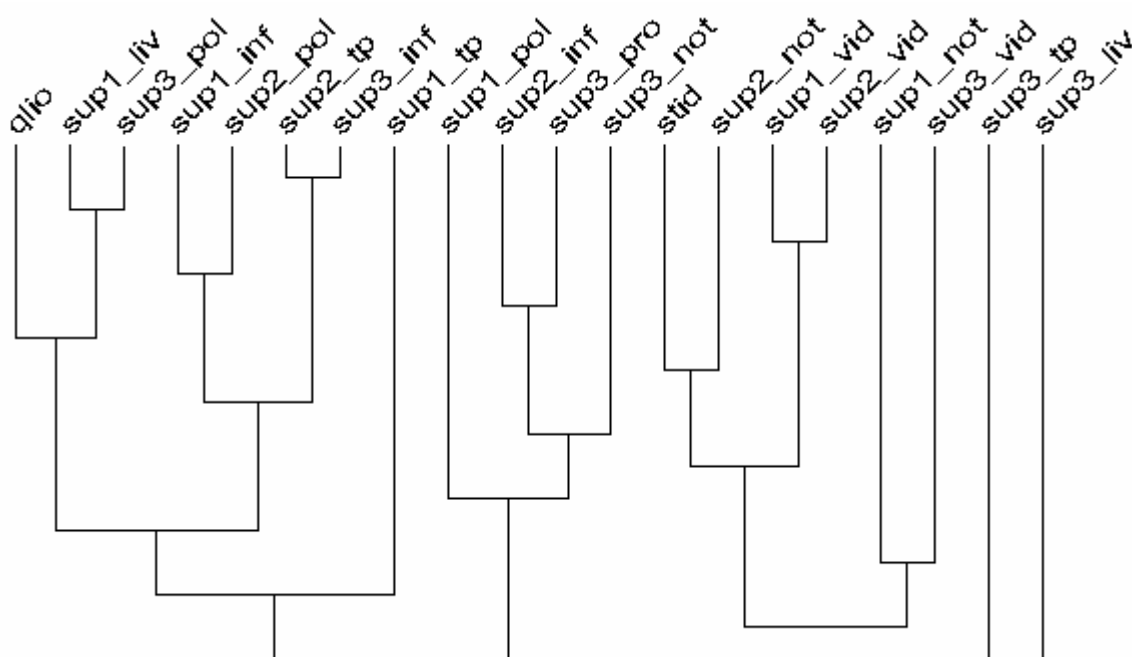 qlio
sup1_liv
sup3_pol
sup1_inf
sup2_pol
sup2_tp
sup3_inf
sup1_tp
sup1_pol
sup2_inf
sup3_pro
sup3_not
stid
sup2_not
sup1_vid
sup2_vid
sup1_not
sup3_vid
sup3_tp
sup3_liv